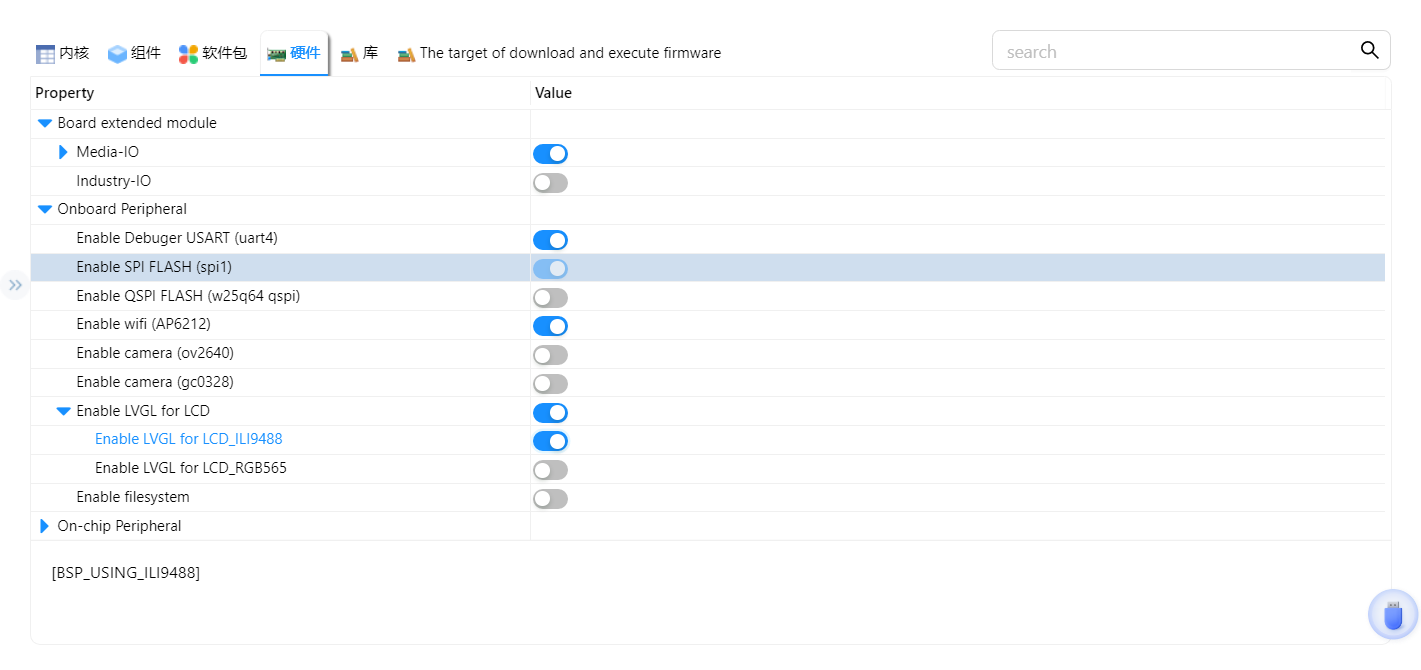 内核 组件 软件包 硬件 库 The target of download and execute firmware search
Property Value
Board extended module
Media-IO
Industry-IO
Onboard Peripheral
Enable Debuger USART (uart4)
Enable SPI FLASH (spi1)
Enable QSPI FLASH (w25q64 qspi)
Enable wifi (AP6212)
Enable camera (ov2640)
Enable camera (gc0328)
Enable LVGL for LCD
Enable LVGL for LCD_ILI9488
Enable LVGL for LCD_RGB565
Enable filesystem
On-chip Peripheral
[BSP_USING_ILI9488]